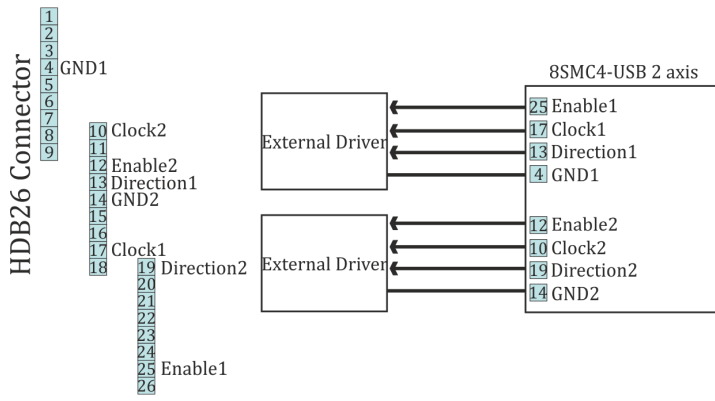 HDB26 Connector
1
2
3
4 GND1
5
6
7
8
9
10 Clock2
11
12 Enable2
13 Direction1
14 GND2
15
16
17 Clock1
18
19 Direction2
20
21
22
23
24
25 Enable1
26
External Driver
External Driver
8SMC4-USB 2 axis
25 Enable1
17 Clock1
13 Direction1
4 GND1
12 Enable2
10 Clock2
19 Direction2
14 GND2